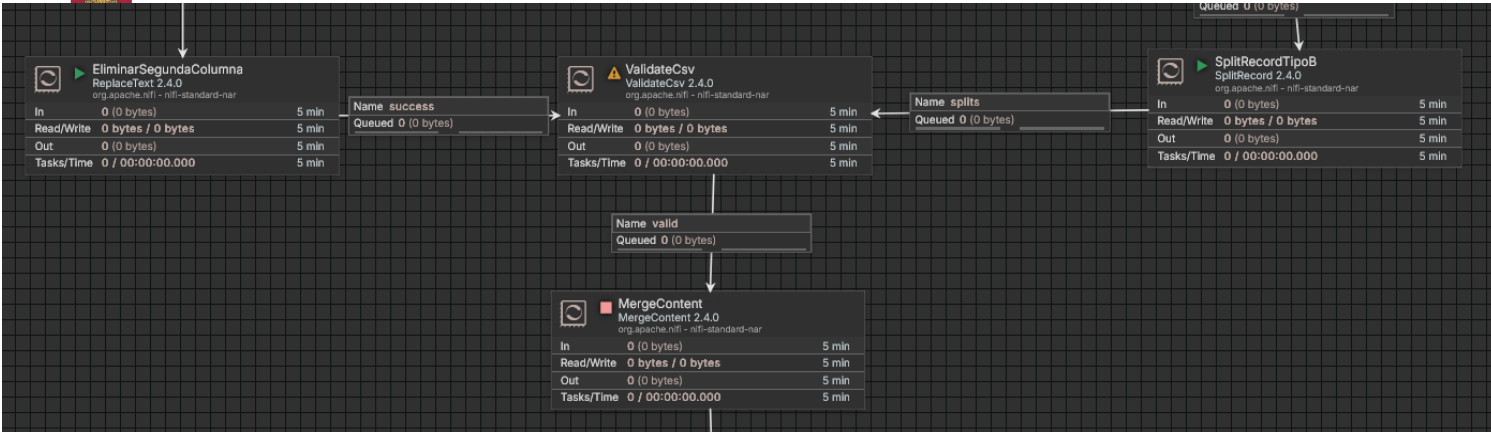 Queued 0 (0 bytes)
EliminarSegundaColumna
ReplaceText 2.4.0
org.apache.nifi - nifi-standard-nar
In 0 (0 bytes) 5 min
Read/Write 0 bytes / 0 bytes 5 min
Out 0 (0 bytes) 5 min
Tasks/Time 0 / 00:00:00.000 5 min
Name success
Queued 0 (0 bytes)
ValidateCsv
ValidateCsv 2.4.0
org.apache.nifi - nifi-standard-nar
In 0 (0 bytes) 5 min
Read/Write 0 bytes / 0 bytes 5 min
Out 0 (0 bytes) 5 min
Tasks/Time 0 / 00:00:00.000 5 min
Name splits
Queued 0 (0 bytes)
SplitRecordTipoB
SplitRecord 2.4.0
org.apache.nifi - nifi-standard-nar
In 0 (0 bytes) 5 min
Read/Write 0 bytes / 0 bytes 5 min
Out 0 (0 bytes) 5 min
Tasks/Time 0 / 00:00:00.000 5 min
Name valid
Queued 0 (0 bytes)
MergeContent
MergeContent 2.4.0
org.apache.nifi - nifi-standard-nar
In 0 (0 bytes) 5 min
Read/Write 0 bytes / 0 bytes 5 min
Out 0 (0 bytes) 5 min
Tasks/Time 0 / 00:00:00.000 5 min